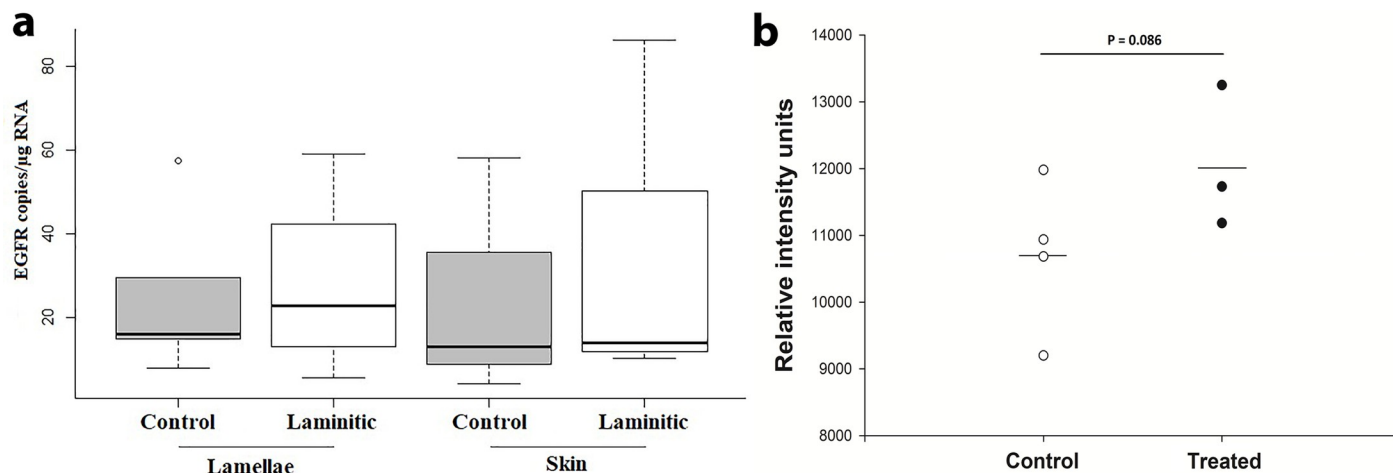 a
EGFR copies/µg RNA
80
60
40
20
Control Laminitic Control Laminitic
Lamellae Skin
b
Relative intensity units
14000
13000
12000
11000
10000
9000
8000
P = 0.086
Control Treated